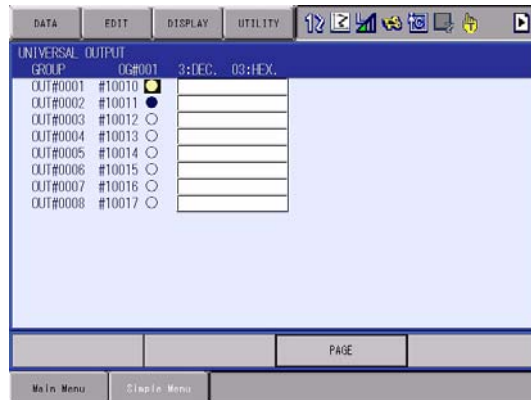 DATA EDIT DISPLAY UTILITY
UNIVERSAL OUTPUT
GROUP OG#001 3:DEC. 03:HEX.
OUT#0001 #10010
OUT#0002 #10011
OUT#0003 #10012
OUT#0004 #10013
OUT#0005 #10014
OUT#0006 #10015
OUT#0007 #10016
OUT#0008 #10017
PAGE
Main Menu Simple Menu